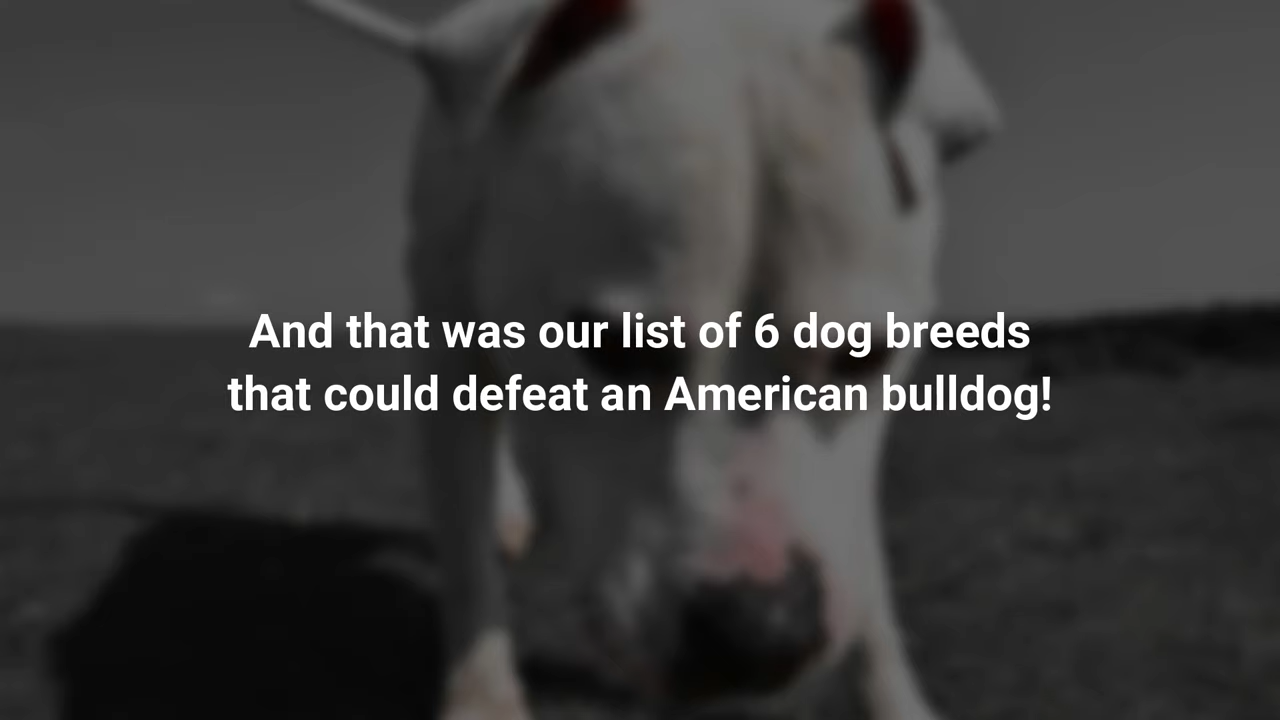 And that was our list of 6 dog breeds
that could defeat an American bulldog!